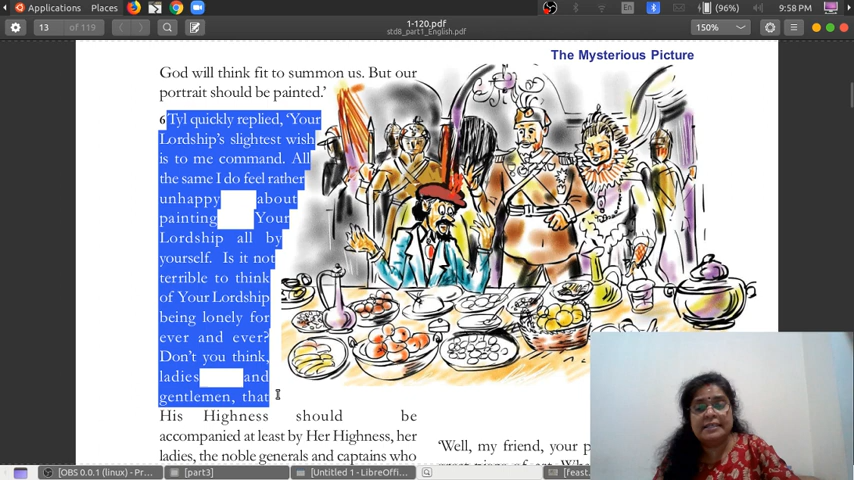 Applications Places En (96%) 9:58 PM
13 of 119 1-120.pdf 150%
std8_part1_English.pdf
The Mysterious Picture
God will think fit to summon us. But our
portrait should be painted.’
6 Tyl quickly replied, ‘Your
Lordship’s slightest wish
is to me command. All
the same I do feel rather
unhappy about
painting Your
Lordship all by
yourself. Is it not
terrible to think
of Your Lordship
being lonely for
ever and ever?
Don’t you think,
ladies and
gentlemen, that
His Highness should be
accompanied at least by Her Highness, her
ladies, the noble generals and captains who
‘Well, my friend, your p
[OBS 0.0.1 (linux) - Pr... [part3] [Untitled 1 - LibreOffi... [feast.